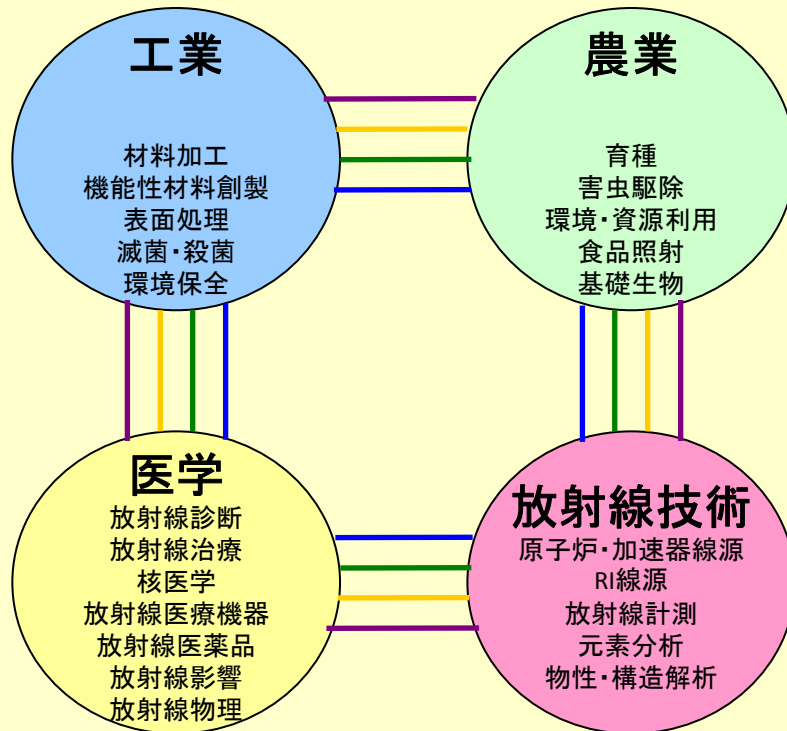 工業
材料加工
機能性材料創製
表面処理
滅菌・殺菌
環境保全
農業
育種
害虫駆除
環境・資源利用
食品照射
基礎生物
医学
放射線診断
放射線治療
核医学
放射線医療機器
放射線医薬品
放射線影響
放射線物理
放射線技術
原子炉・加速器線源
RI線源
放射線計測
元素分析
物性・構造解析